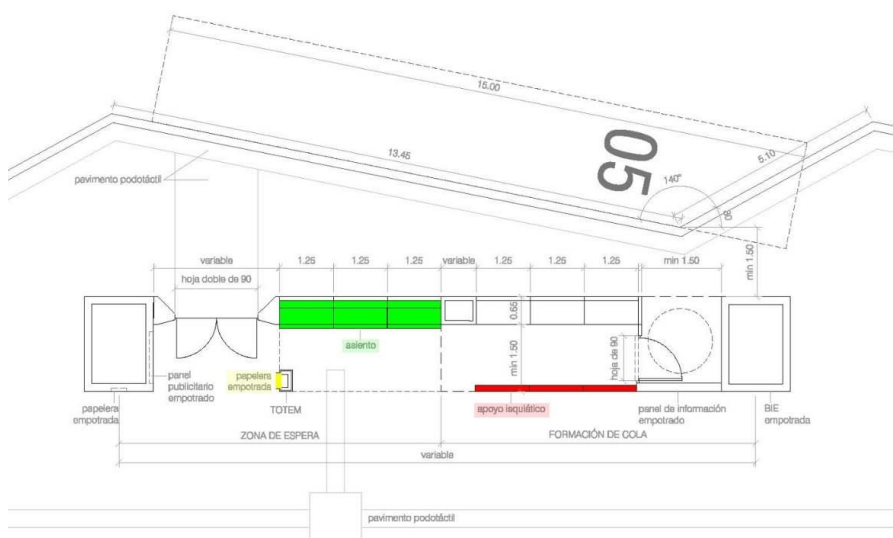 15.00
13.45
05
140°
5.10
90
pavimento podotáctil
variable
1.25
1.25
1.25
variable
1.25
1.25
1.25
min 1.50
min 1.50
hoja doble de 90
0.65
min 1.50
hoja de 90
asiento
panel
publicitario
empotrado
papelera
empotrada
papelera
empotrada
TOTEM
apoyo isquiático
panel de información
empotrado
BIE
empotrada
ZONA DE ESPERA
FORMACIÓN DE COLA
variable
pavimento podotáctil